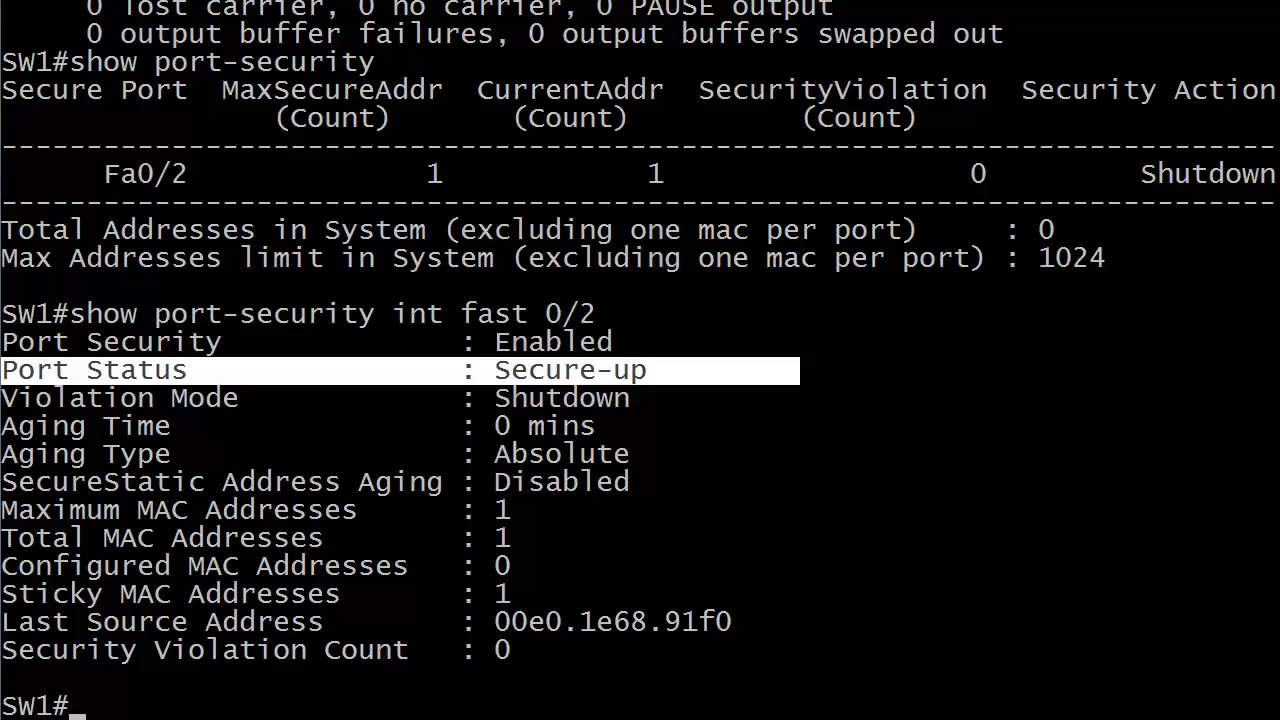 0 lost carrier, 0 no carrier, 0 PAUSE output
0 output buffer failures, 0 output buffers swapped out
SW1#show port-security
Secure Port  MaxSecureAddr  CurrentAddr  SecurityViolation  Security Action
(Count)       (Count)          (Count)
---------------------------------------------------------------------------
Fa0/2              1            1                  0         Shutdown
---------------------------------------------------------------------------
Total Addresses in System (excluding one mac per port)     : 0
Max Addresses limit in System (excluding one mac per port) : 1024
SW1#show port-security int fast 0/2
Port Security              : Enabled
Port Status                : Secure-up
Violation Mode             : Shutdown
Aging Time                 : 0 mins
Aging Type                 : Absolute
SecureStatic Address Aging : Disabled
Maximum MAC Addresses      : 1
Total MAC Addresses        : 1
Configured MAC Addresses   : 0
Sticky MAC Addresses       : 1
Last Source Address        : 00e0.1e68.91f0
Security Violation Count   : 0
SW1#